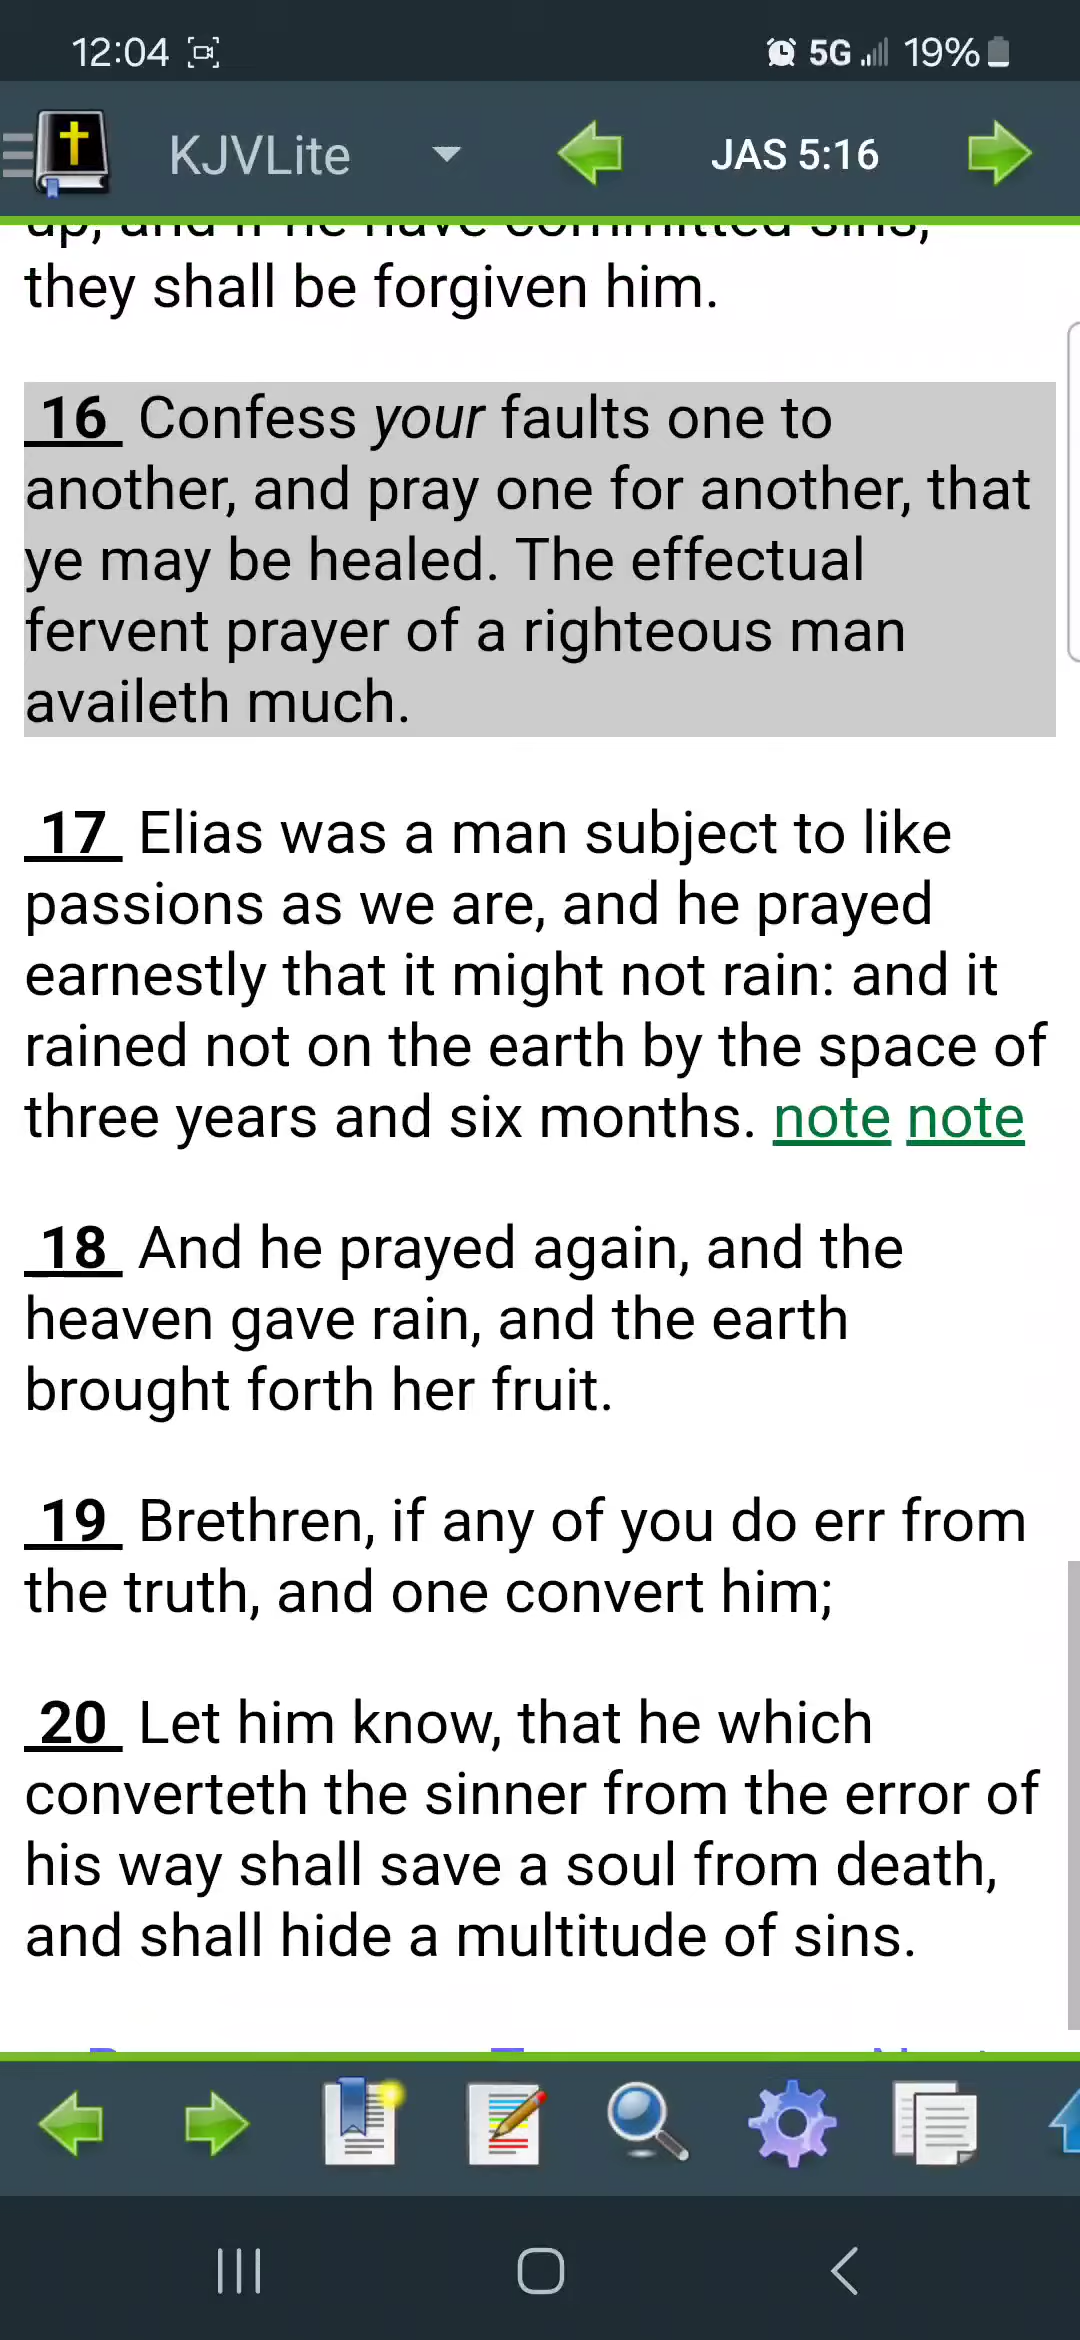 12:04 5G 19%
KJVLite JAS 5:16
up, and if he have committed sins,
they shall be forgiven him.
16 Confess your faults one to
another, and pray one for another, that
ye may be healed. The effectual
fervent prayer of a righteous man
availeth much.
17 Elias was a man subject to like
passions as we are, and he prayed
earnestly that it might not rain: and it
rained not on the earth by the space of
three years and six months. note note
18 And he prayed again, and the
heaven gave rain, and the earth
brought forth her fruit.
19 Brethren, if any of you do err from
the truth, and one convert him;
20 Let him know, that he which
converteth the sinner from the error of
his way shall save a soul from death,
and shall hide a multitude of sins.